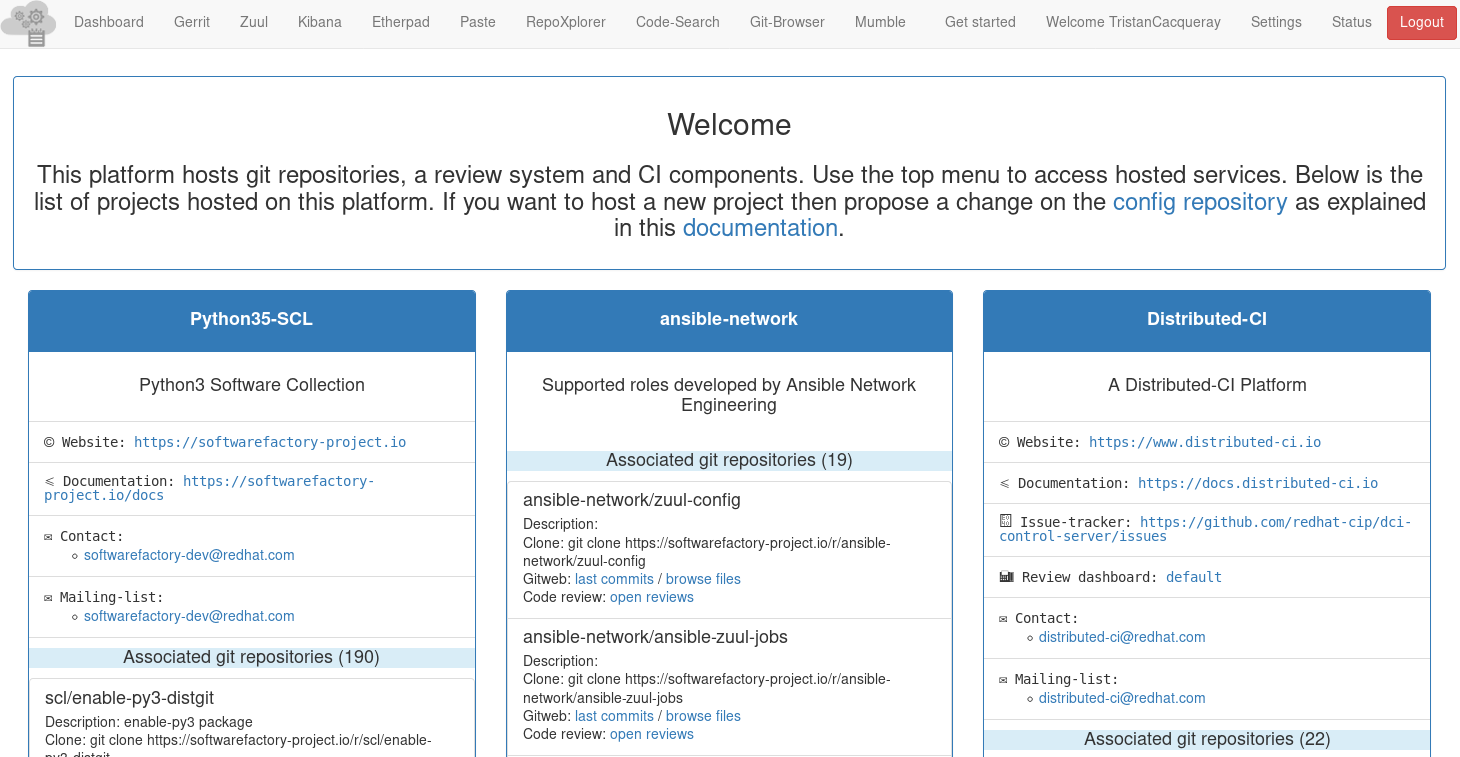 Dashboard Gerrit Zuul Kibana Etherpad Paste RepoXplorer Code-Search Git-Browser Mumble Get started Welcome TristanCacqueray Settings Status Logout
Welcome
This platform hosts git repositories, a review system and CI components. Use the top menu to access hosted services. Below is the
list of projects hosted on this platform. If you want to host a new project then propose a change on the config repository as explained
in this documentation.
Python35-SCL
Python3 Software Collection
© Website: https://softwarefactory-project.io
⩿ Documentation: https://softwarefactory-
project.io/docs
✉ Contact:
softwarefactory-dev@redhat.com
✉ Mailing-list:
softwarefactory-dev@redhat.com
Associated git repositories (190)
scl/enable-py3-distgit
Description: enable-py3 package
Clone: git clone https://softwarefactory-project.io/r/scl/enable-
py3-distgit
ansible-network
Supported roles developed by Ansible Network
Engineering
Associated git repositories (19)
ansible-network/zuul-config
Description:
Clone: git clone https://softwarefactory-project.io/r/ansible-
network/zuul-config
Gitweb: last commits / browse files
Code review: open reviews
ansible-network/ansible-zuul-jobs
Description:
Clone: git clone https://softwarefactory-project.io/r/ansible-
network/ansible-zuul-jobs
Gitweb: last commits / browse files
Code review: open reviews
Distributed-CI
A Distributed-CI Platform
© Website: https://www.distributed-ci.io
⩿ Documentation: https://docs.distributed-ci.io
Issue-tracker: https://github.com/redhat-cip/dci-
control-server/issues
Review dashboard: default
✉ Contact:
distributed-ci@redhat.com
✉ Mailing-list:
distributed-ci@redhat.com
Associated git repositories (22)